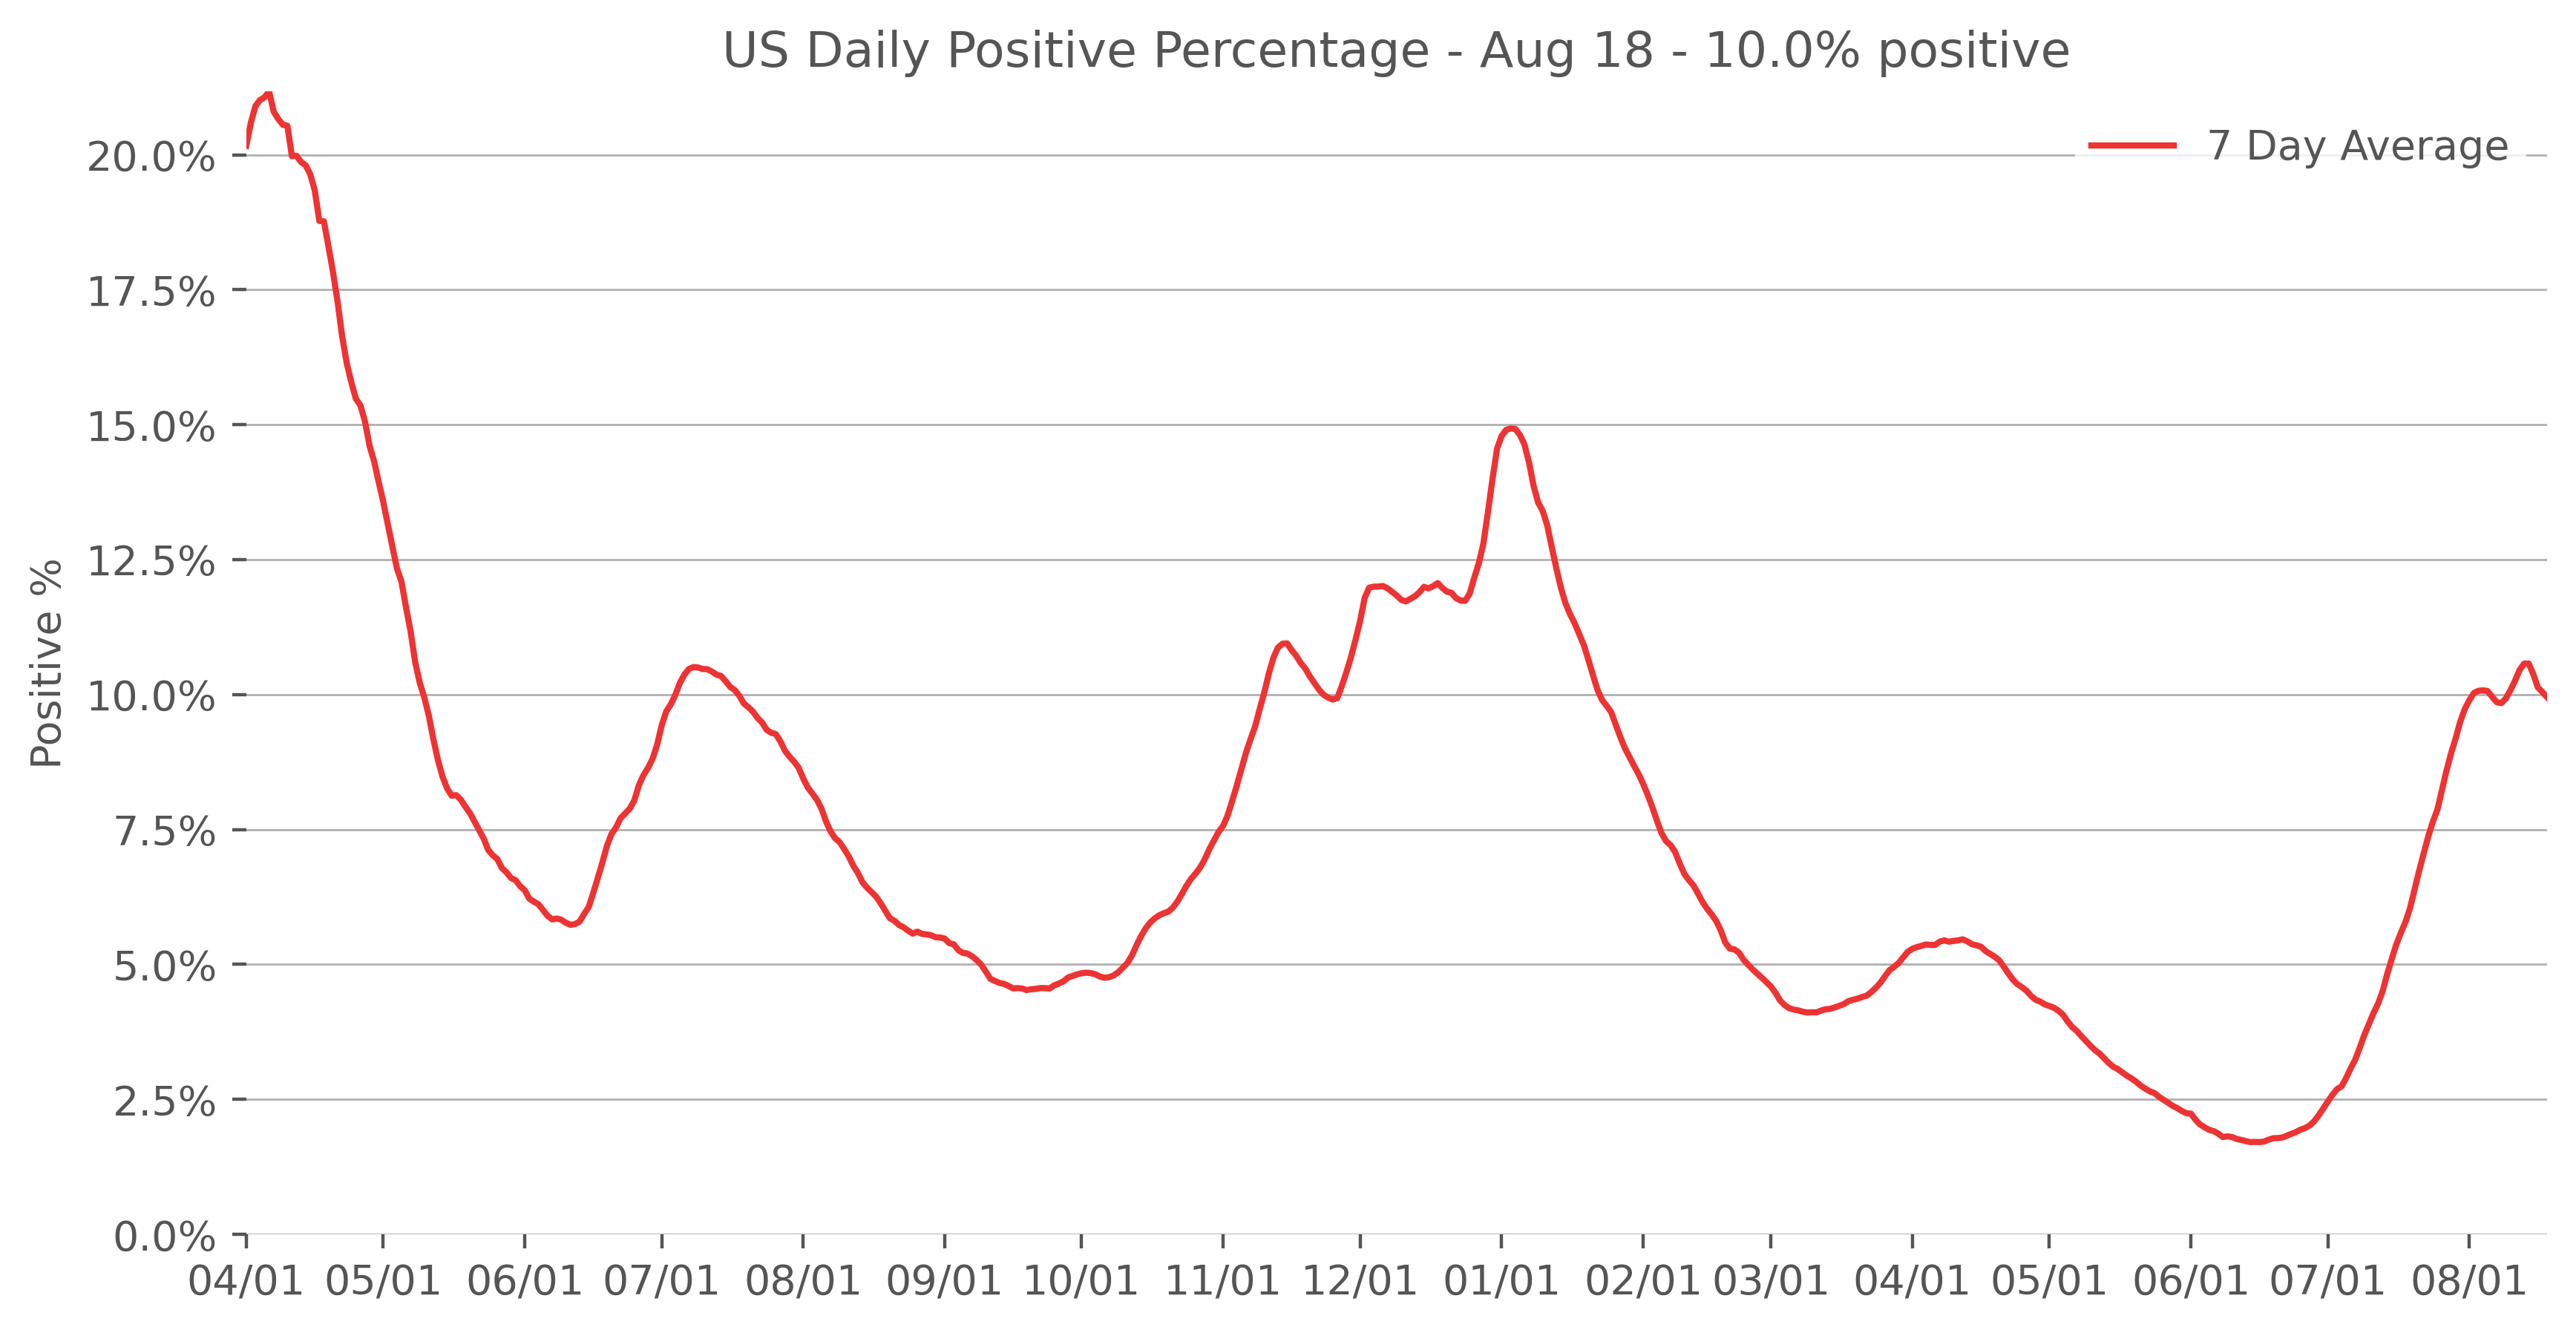 US Daily Positive Percentage - Aug 18 - 10.0% positive
7 Day Average
Positive %
20.0%
17.5%
15.0%
12.5%
10.0%
7.5%
5.0%
2.5%
0.0%
04/01 05/01 06/01 07/01 08/01 09/01 10/01 11/01 12/01 01/01 02/01 03/01 04/01 05/01 06/01 07/01 08/01